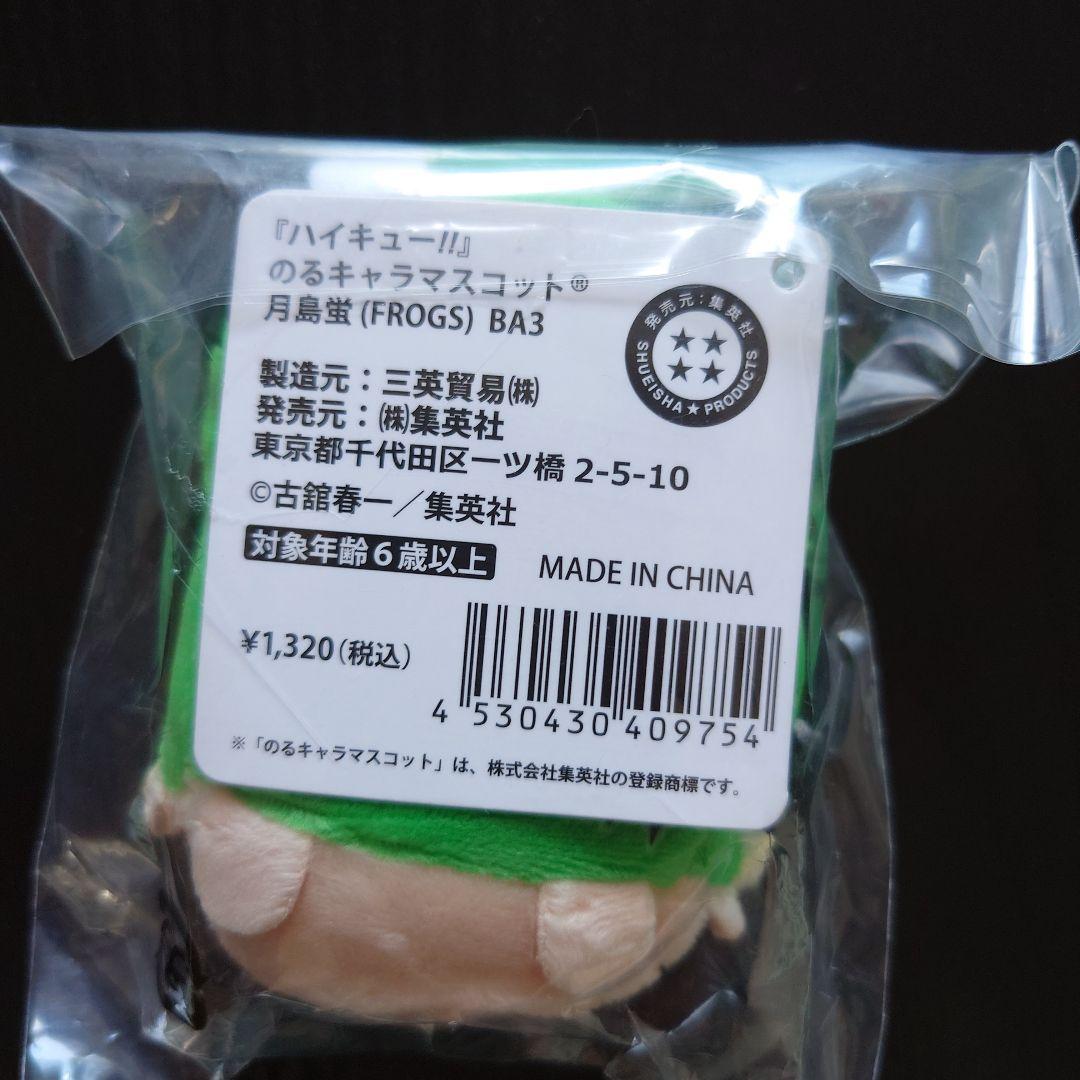 『ハイキュー!!』
のるキャラマスコット®
月島蛍 (FROGS) BA3
発売元：集英社
SHUEISHA★PRODUCTS
製造元：三英貿易㈱
発売元：㈱集英社
東京都千代田区一ツ橋 2-5-10
©古舘春一／集英社
対象年齢６歳以上
MADE IN CHINA
¥1,320（税込）
4 530430 409754
※「のるキャラマスコット」は、株式会社集英社の登録商標です。